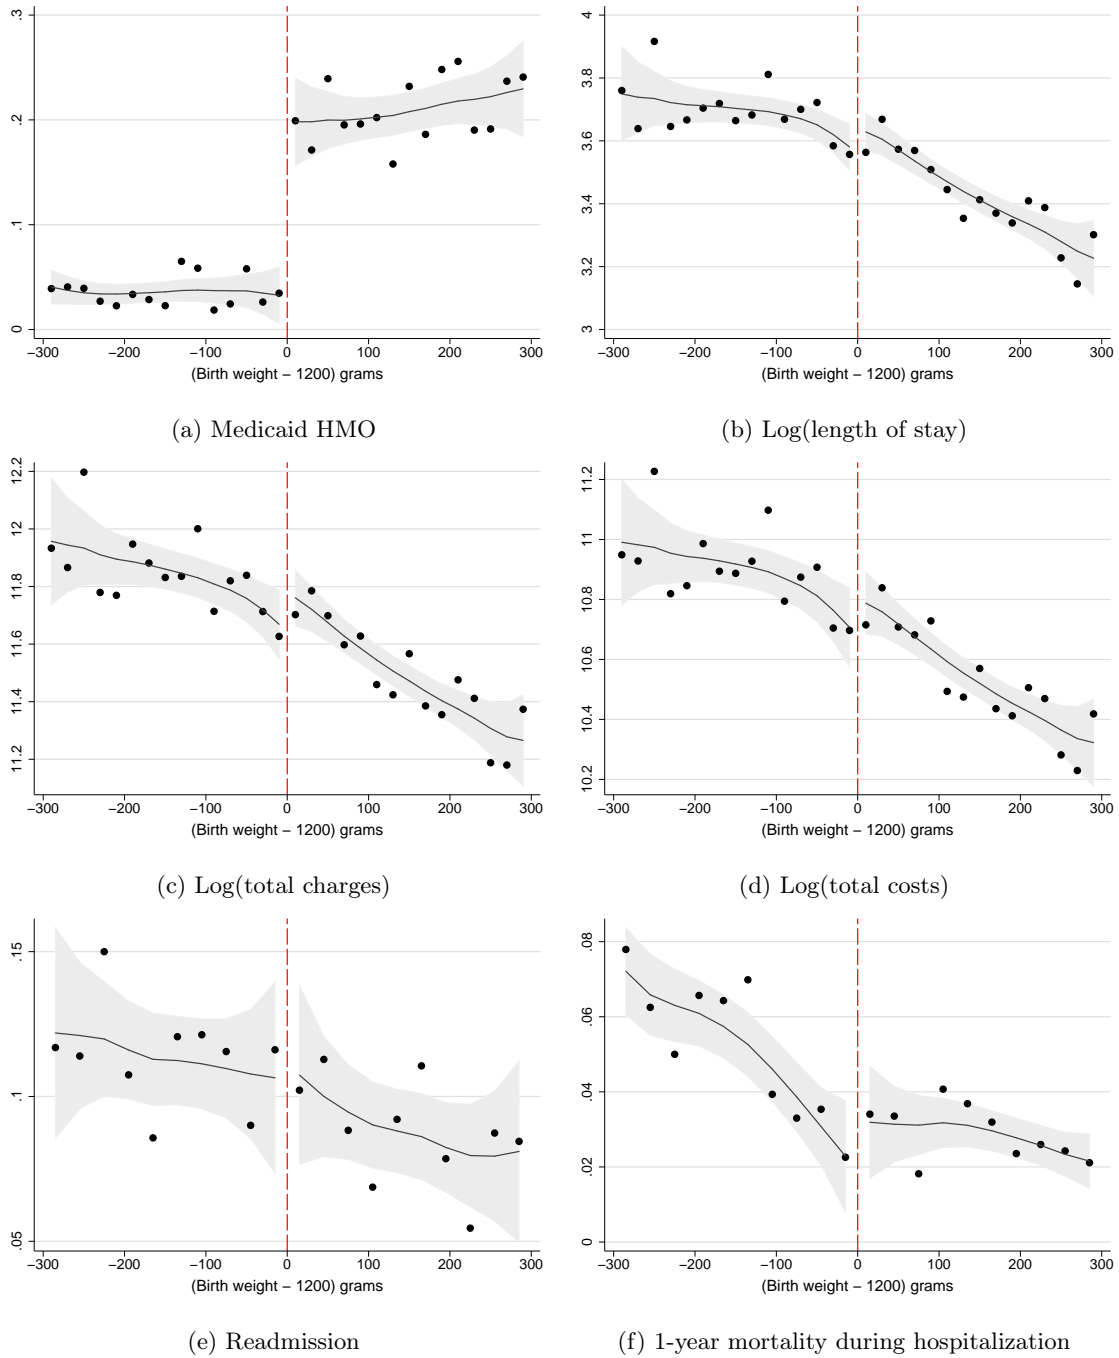 .3
.2
.1
0
−300 −200 −100 0 100 200 300
(Birth weight − 1200) grams
(a) Medicaid HMO
4
3.8
3.6
3.4
3.2
3
−300 −200 −100 0 100 200 300
(Birth weight − 1200) grams
(b) Log(length of stay)
12.2
12
11.8
11.6
11.4
11.2
−300 −200 −100 0 100 200 300
(Birth weight − 1200) grams
(c) Log(total charges)
11.2
11
10.8
10.6
10.4
10.2
−300 −200 −100 0 100 200 300
(Birth weight − 1200) grams
(d) Log(total costs)
.15
.1
.05
−300 −200 −100 0 100 200 300
(Birth weight − 1200) grams
(e) Readmission
.08
.06
.04
.02
0
−300 −200 −100 0 100 200 300
(Birth weight − 1200) grams
(f) 1-year mortality during hospitalization